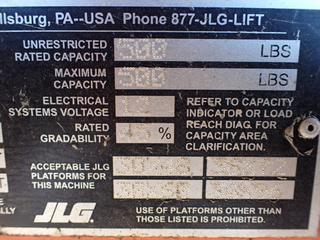 llsburg, PA--USA Phone 877-JLG-LIFT
UNRESTRICTED RATED CAPACITY 500 LBS
MAXIMUM CAPACITY 500 LBS
ELECTRICAL SYSTEMS VOLTAGE
RATED GRADABILITY %
REFER TO CAPACITY
INDICATOR OR LOAD
REACH DIAG. FOR
CAPACITY AREA
CLARIFICATION.
ACCEPTABLE JLG
PLATFORMS FOR
THIS MACHINE
JLG
USE OF PLATFORMS OTHER THAN
THOSE LISTED IS PROHIBITED.